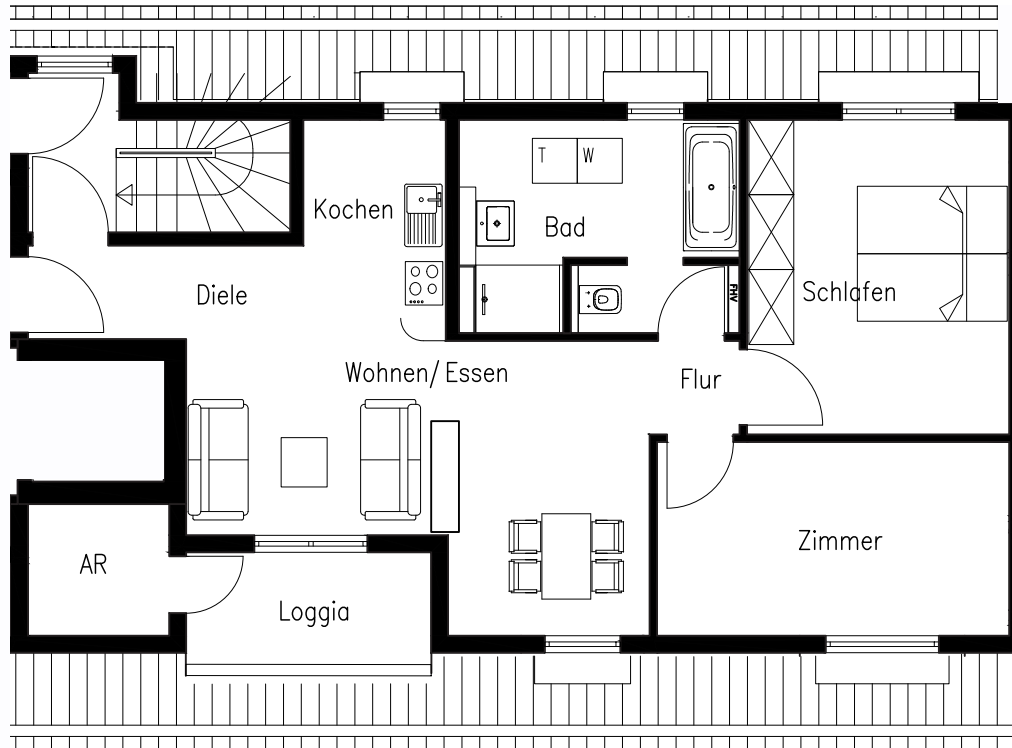 T W
Kochen
Bad
Diele
FHV
Schlafen
Wohnen/Essen
Flur
Zimmer
AR
Loggia